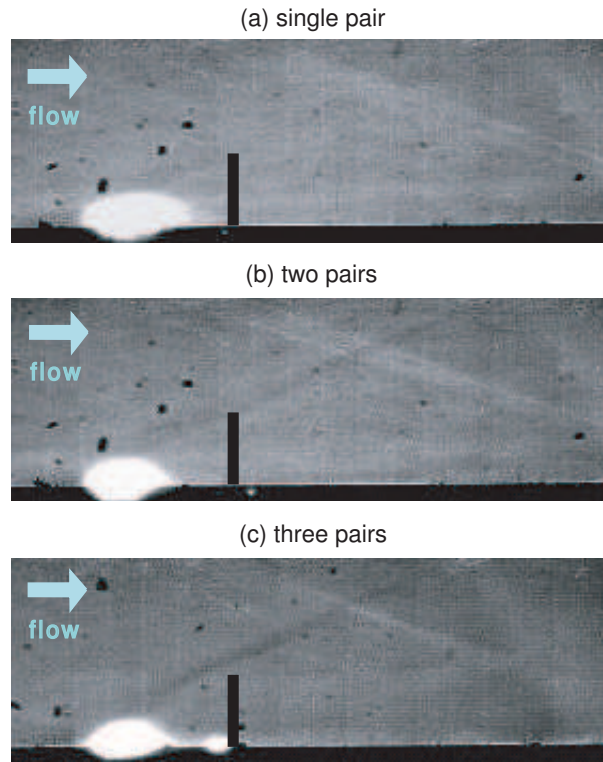 (a) single pair
flow
(b) two pairs
flow
(c) three pairs
flow